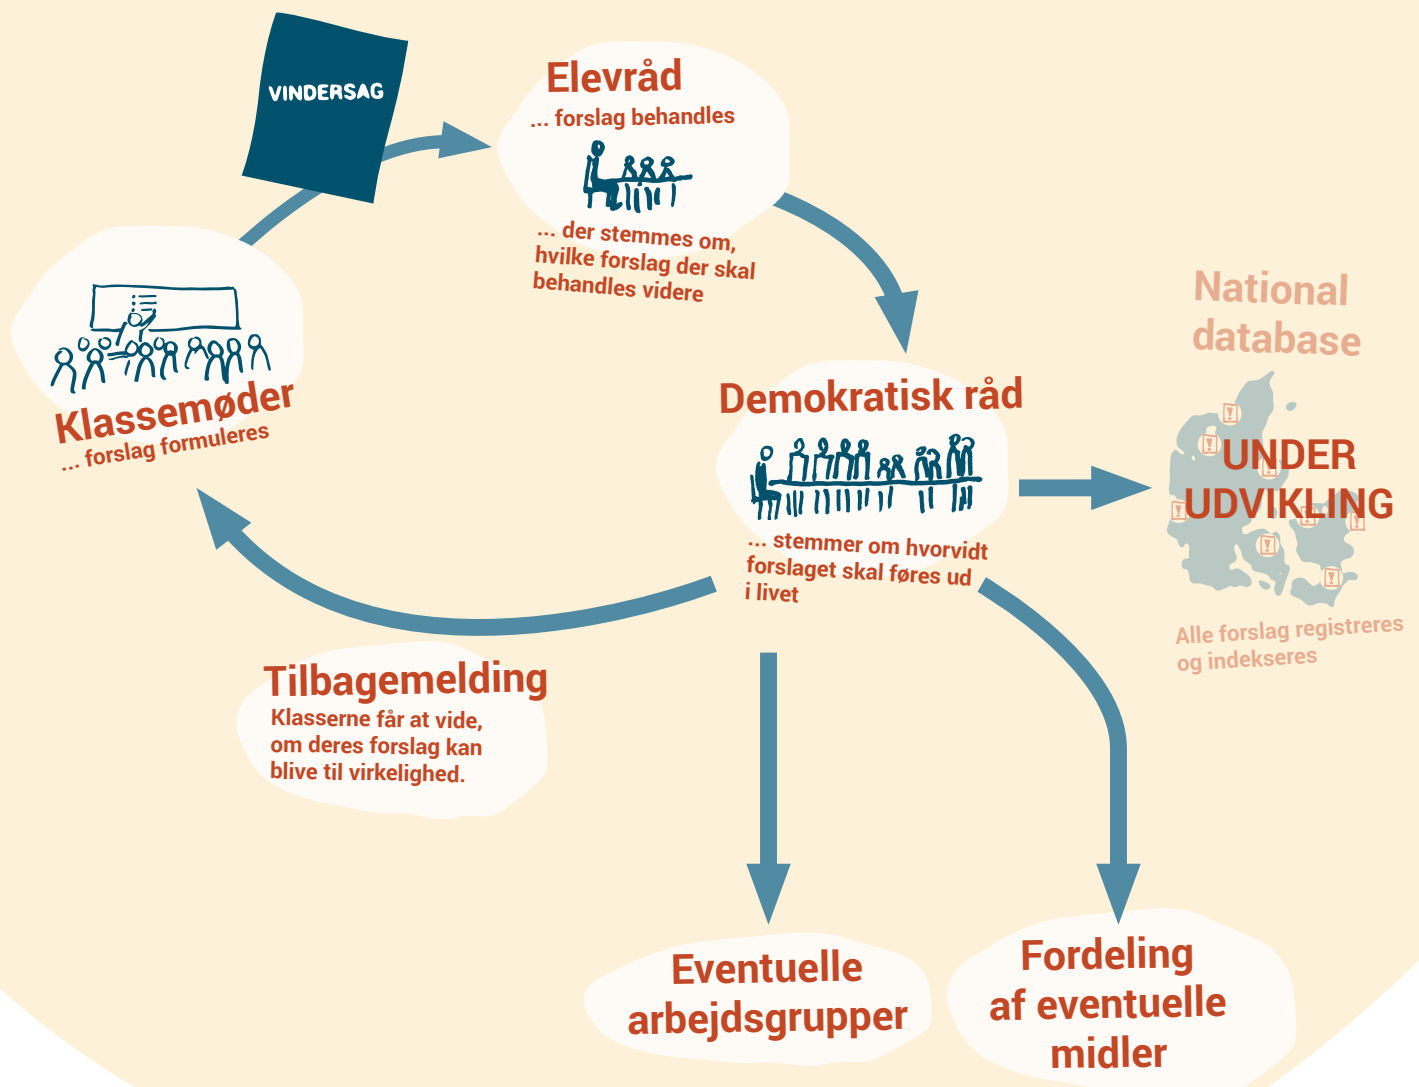 VINDERSAG
Elevråd
... forslag behandles
... der stemmes om,
hvilke forslag der skal
behandles videre
Klassemøder
... forslag formuleres
Demokratisk råd
... stemmer om hvorvidt
forslaget skal føres ud
i livet
National
database
UNDER
UDVIKLING
Alle forslag registreres
og indekseres
Tilbagemelding
Klasserne får at vide,
om deres forslag kan
blive til virkelighed.
Eventuelle
arbejdsgrupper
Fordeling
af eventuelle
midler